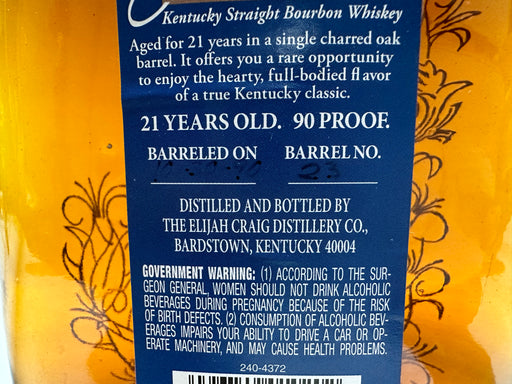 Kentucky Straight Bourbon Whiskey
Aged for 21 years in a single charred oak
barrel. It offers you a rare opportunity
to enjoy the hearty, full-bodied flavor
of a true Kentucky classic.
21 YEARS OLD. 90 PROOF.
BARRELED ON BARREL NO.
23
DISTILLED AND BOTTLED BY
THE ELIJAH CRAIG DISTILLERY CO.,
BARDSTOWN, KENTUCKY 40004
GOVERNMENT WARNING: (1) ACCORDING TO THE SUR-
GEON GENERAL, WOMEN SHOULD NOT DRINK ALCOHOLIC
BEVERAGES DURING PREGNANCY BECAUSE OF THE RISK
OF BIRTH DEFECTS. (2) CONSUMPTION OF ALCOHOLIC BEV-
ERAGES IMPAIRS YOUR ABILITY TO DRIVE A CAR OR OP-
ERATE MACHINERY, AND MAY CAUSE HEALTH PROBLEMS.
240-4372